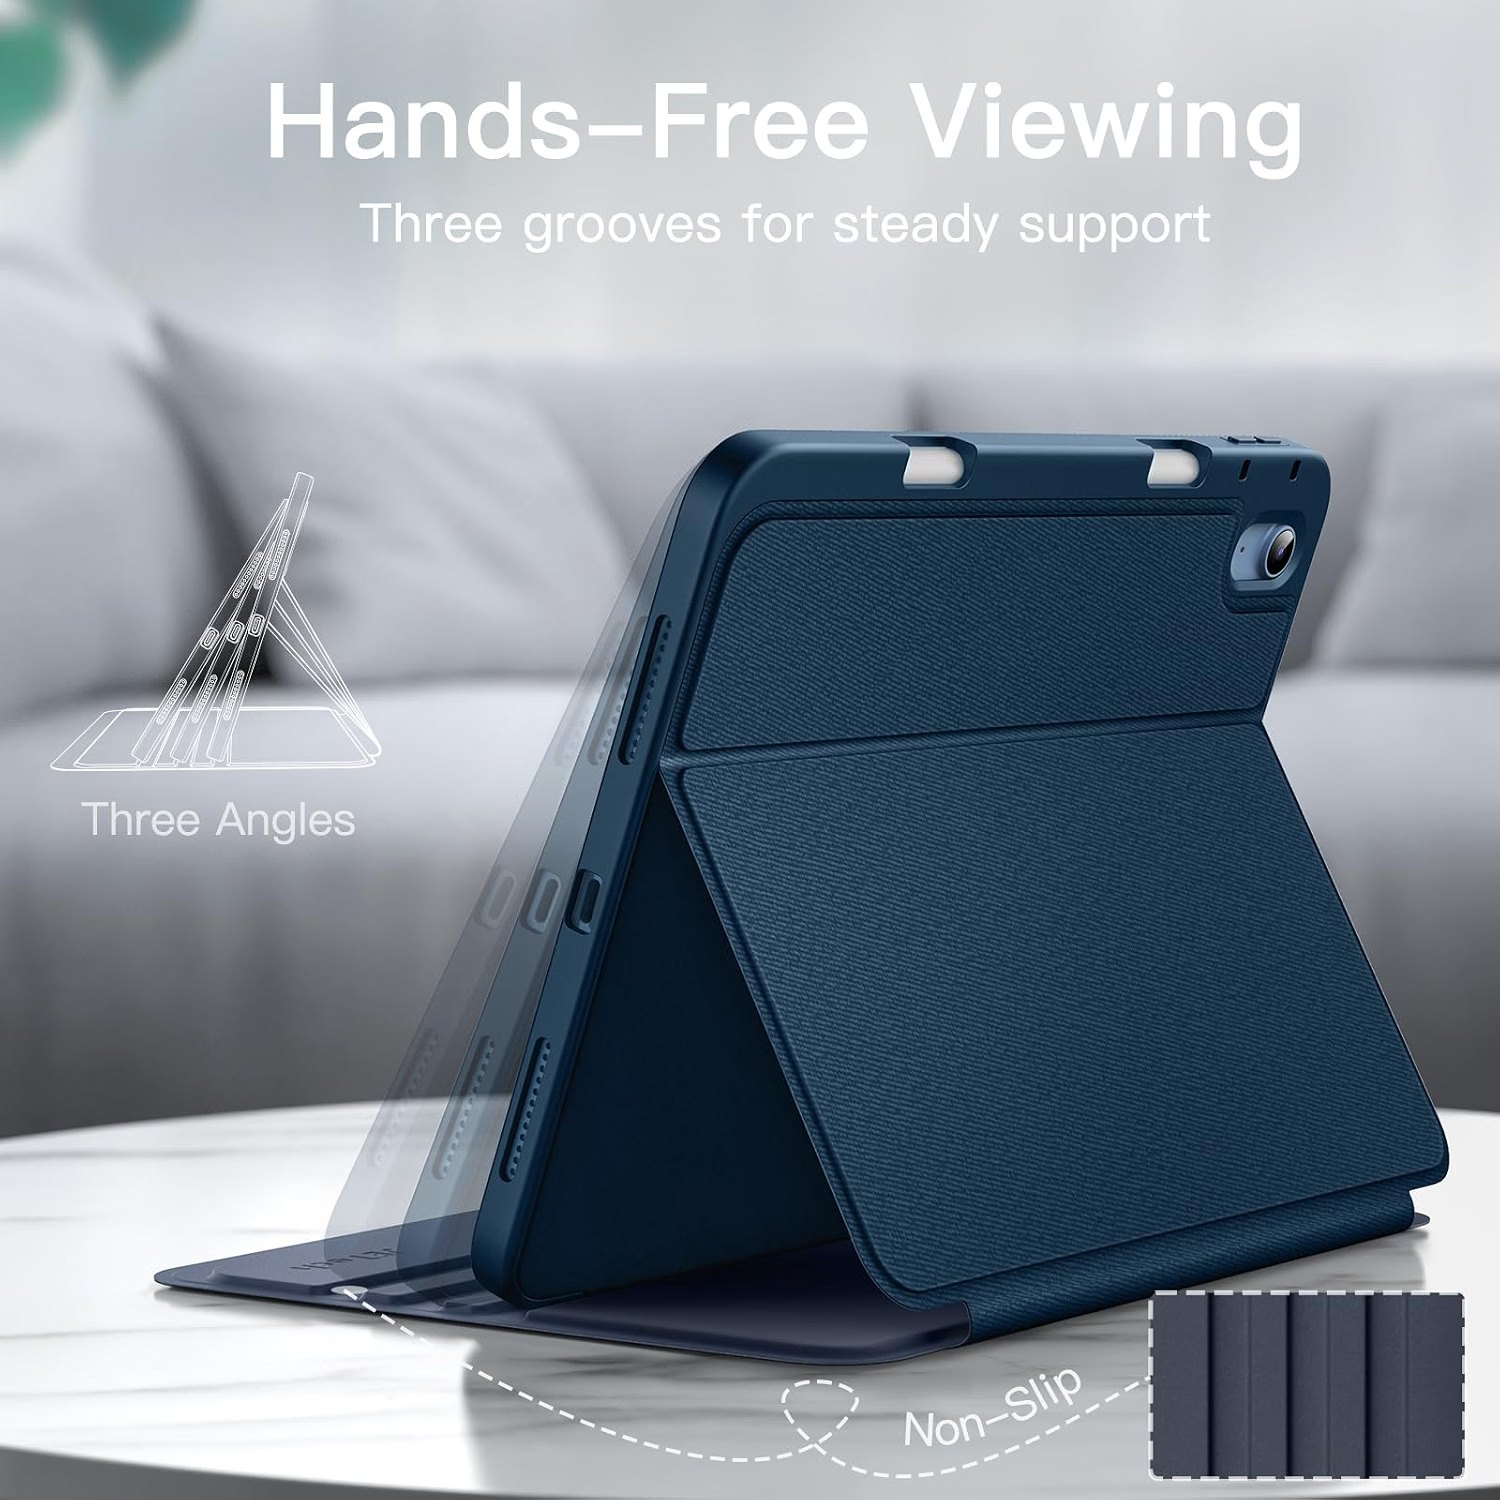 Hands-Free Viewing
Three grooves for steady support
Three Angles
Non-Slip